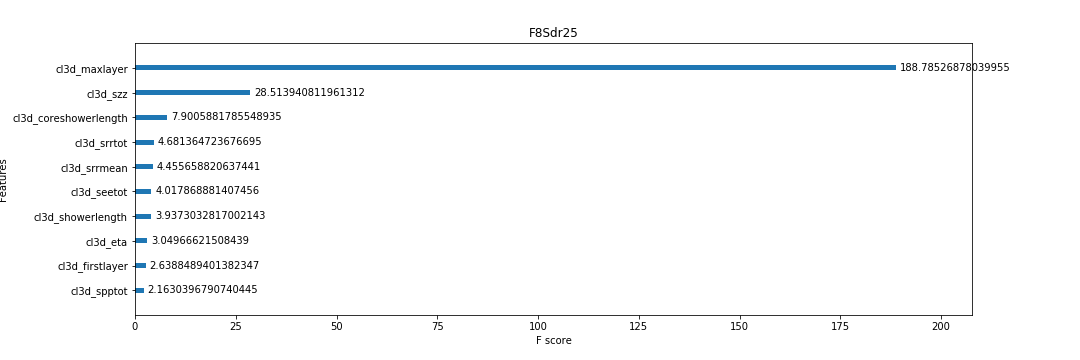 F8Sdr25
cl3d_maxlayer 188.78526878039955
cl3d_szz 28.513940811961312
cl3d_coreshowerlength 7.9005881785548935
cl3d_srrtot 4.681364723676695
cl3d_srrmean 4.455658820637441
cl3d_seetot 4.017868881407456
cl3d_showerlength 3.9373032817002143
cl3d_eta 3.04966621508439
cl3d_firstlayer 2.6388489401382347
cl3d_spptot 2.1630396790740445
0 25 50 75 100 125 150 175 200
F score
Features